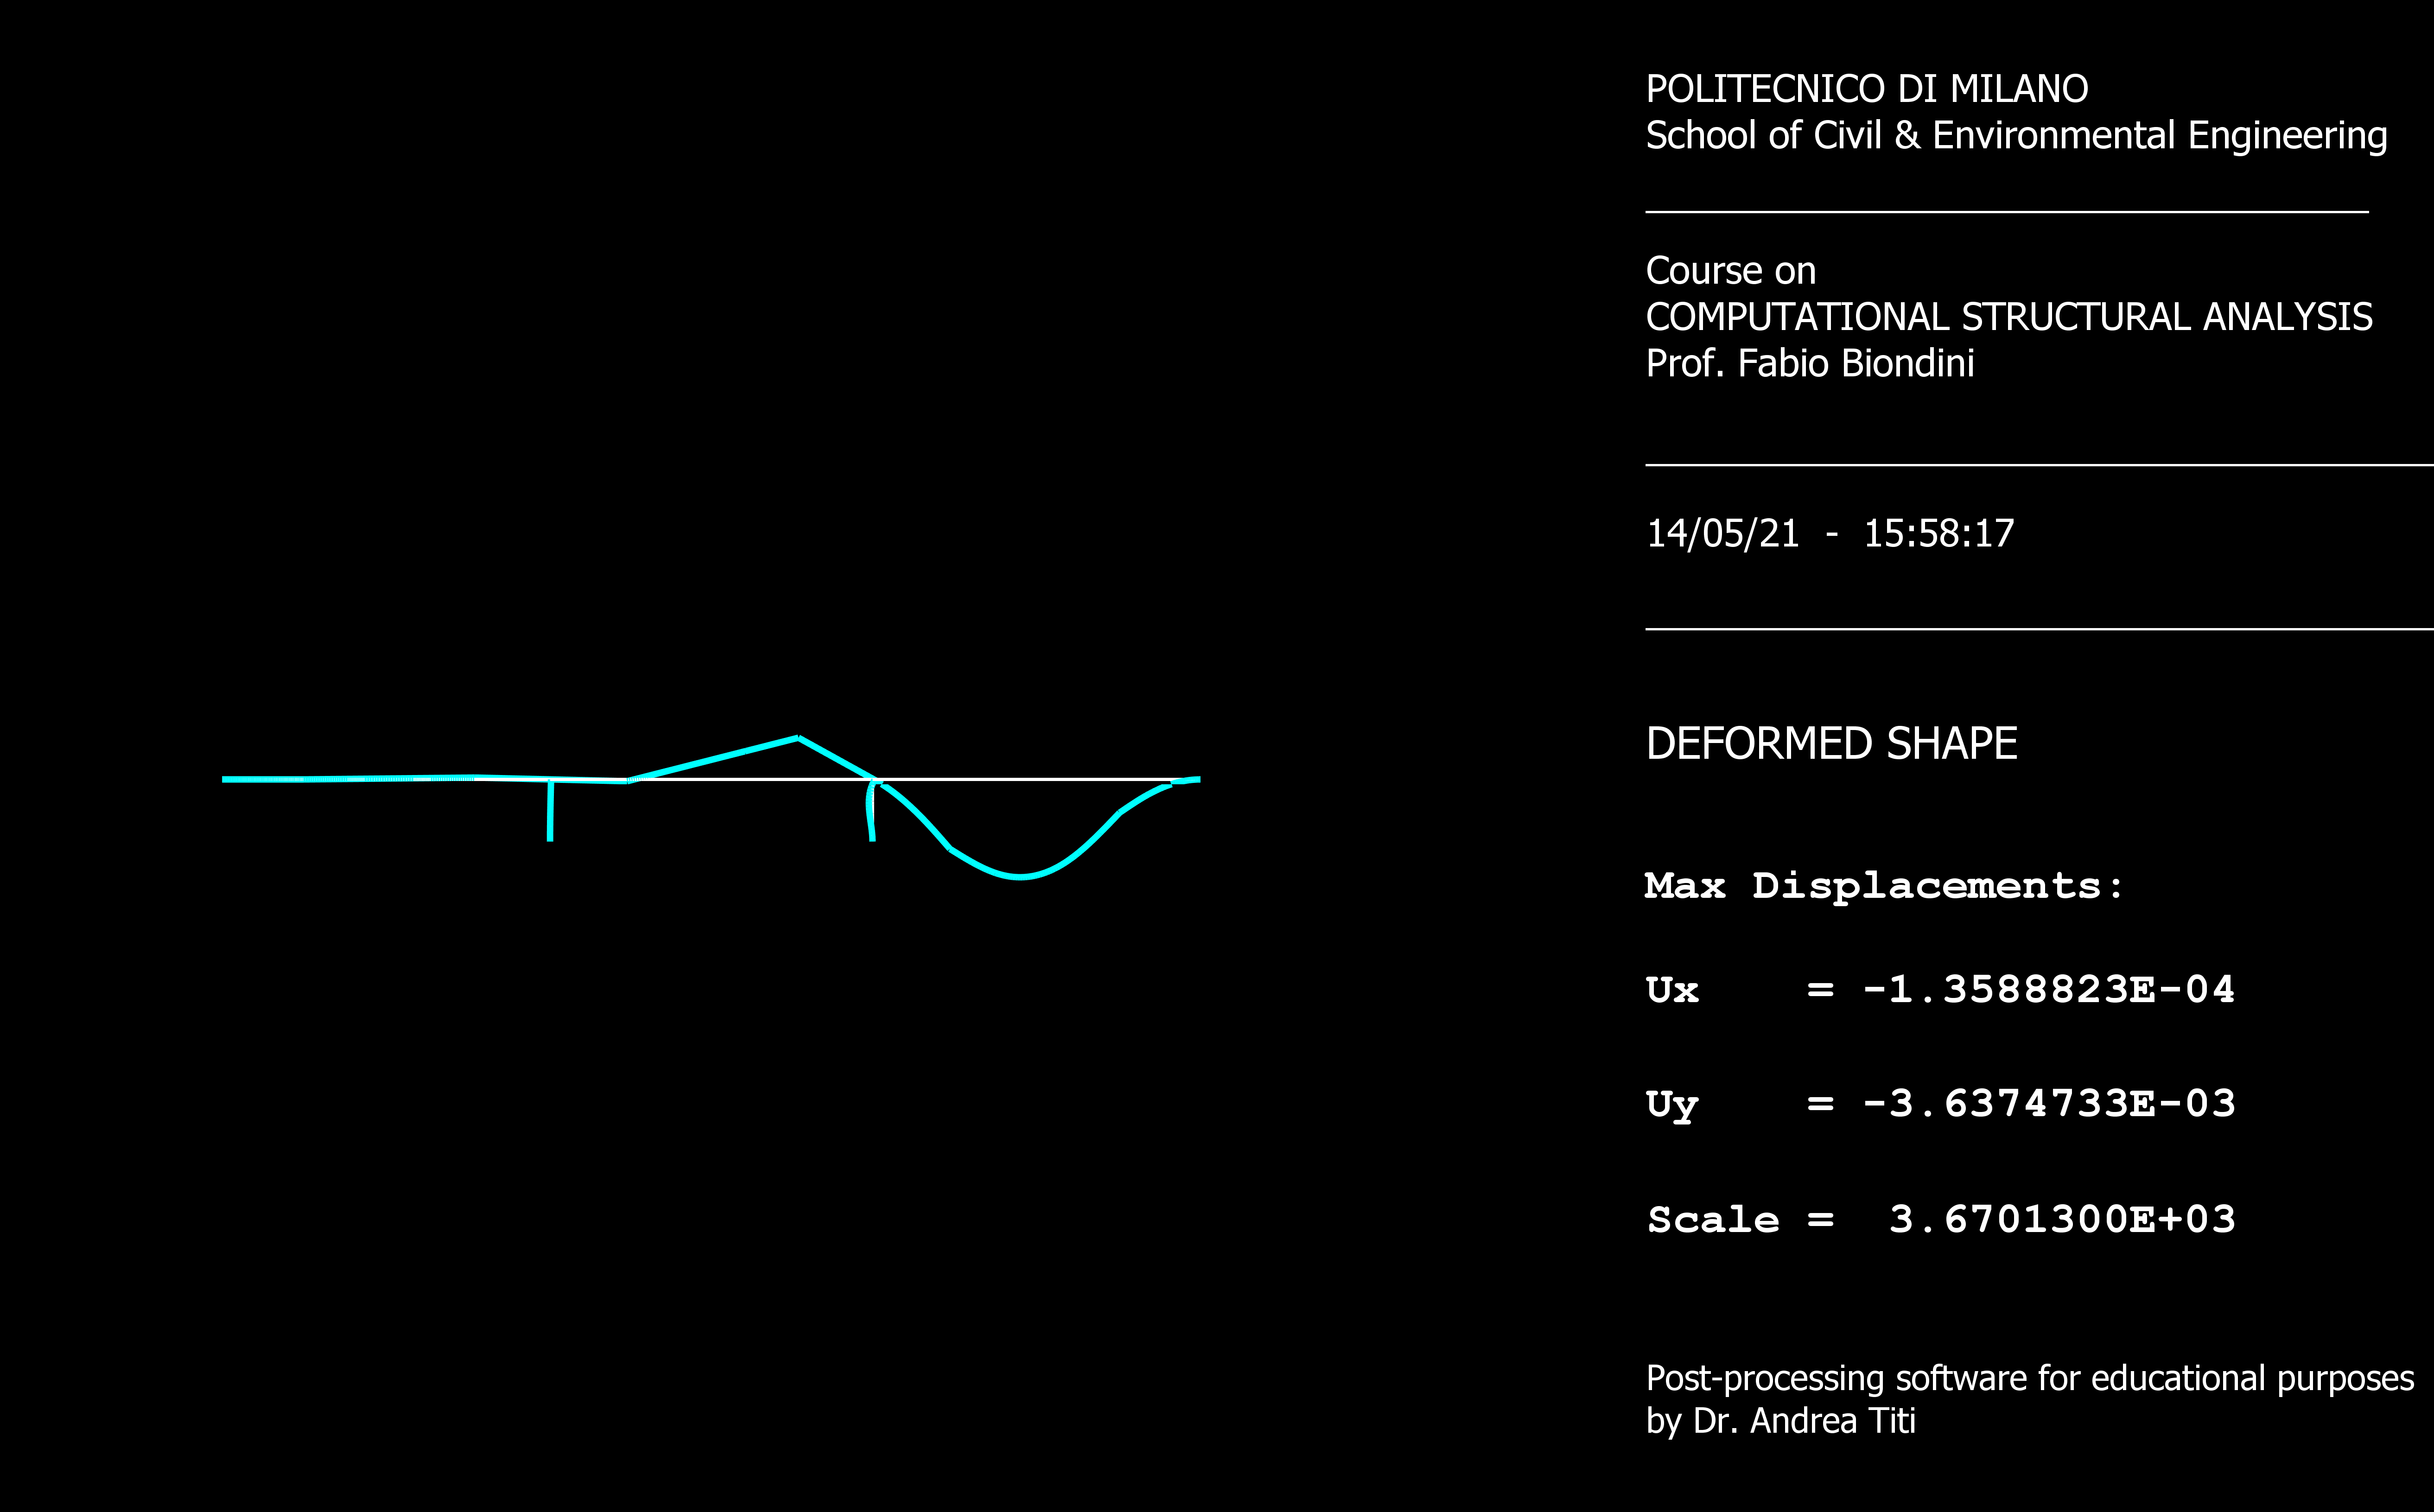 POLITECNICO DI MILANO
School of Civil & Environmental Engineering
Course on
COMPUTATIONAL STRUCTURAL ANALYSIS
Prof. Fabio Biondini
14/05/21 - 15:58:17
DEFORMED SHAPE
Max Displacements:
Ux = -1.3588823E-04
Uy = -3.6374733E-03
Scale = 3.6701300E+03
Post-processing software for educational purposes
by Dr. Andrea Titi